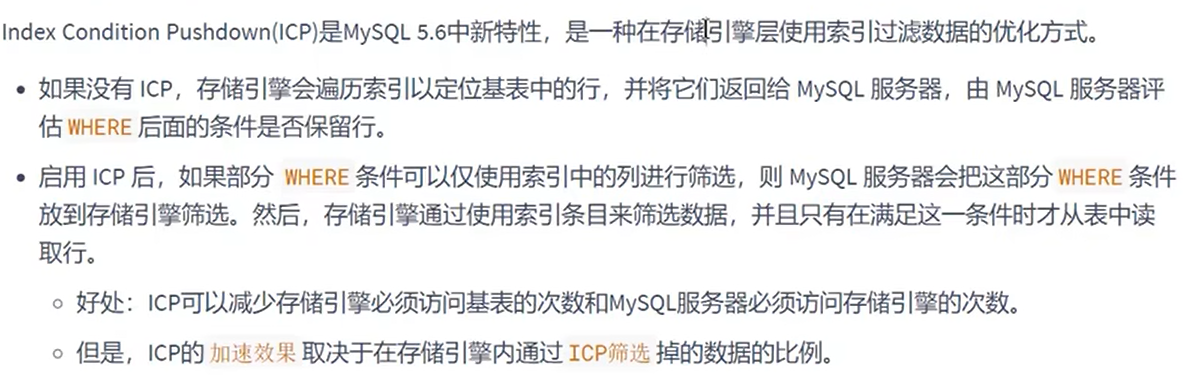 Index Condition Pushdown(ICP)是MySQL 5.6中新特性，是一种在存储引擎层使用索引过滤数据的优化方式。
如果没有 ICP，存储引擎会遍历索引以定位基表中的行，并将它们返回给 MySQL 服务器，由 MySQL 服务器评
估 WHERE 后面的条件是否保留行。
启用 ICP 后，如果部分 WHERE 条件可以仅使用索引中的列进行筛选，则 MySQL 服务器会把这部分 WHERE 条件
放到存储引擎筛选。然后，存储引擎通过使用索引条目来筛选数据，并且只有在满足这一条件时才从表中读
取行。
好处：ICP可以减少存储引擎必须访问基表的次数和MySQL服务器必须访问存储引擎的次数。
但是，ICP的 加速效果 取决于在存储引擎内通过 ICP筛选 掉的数据的比例。